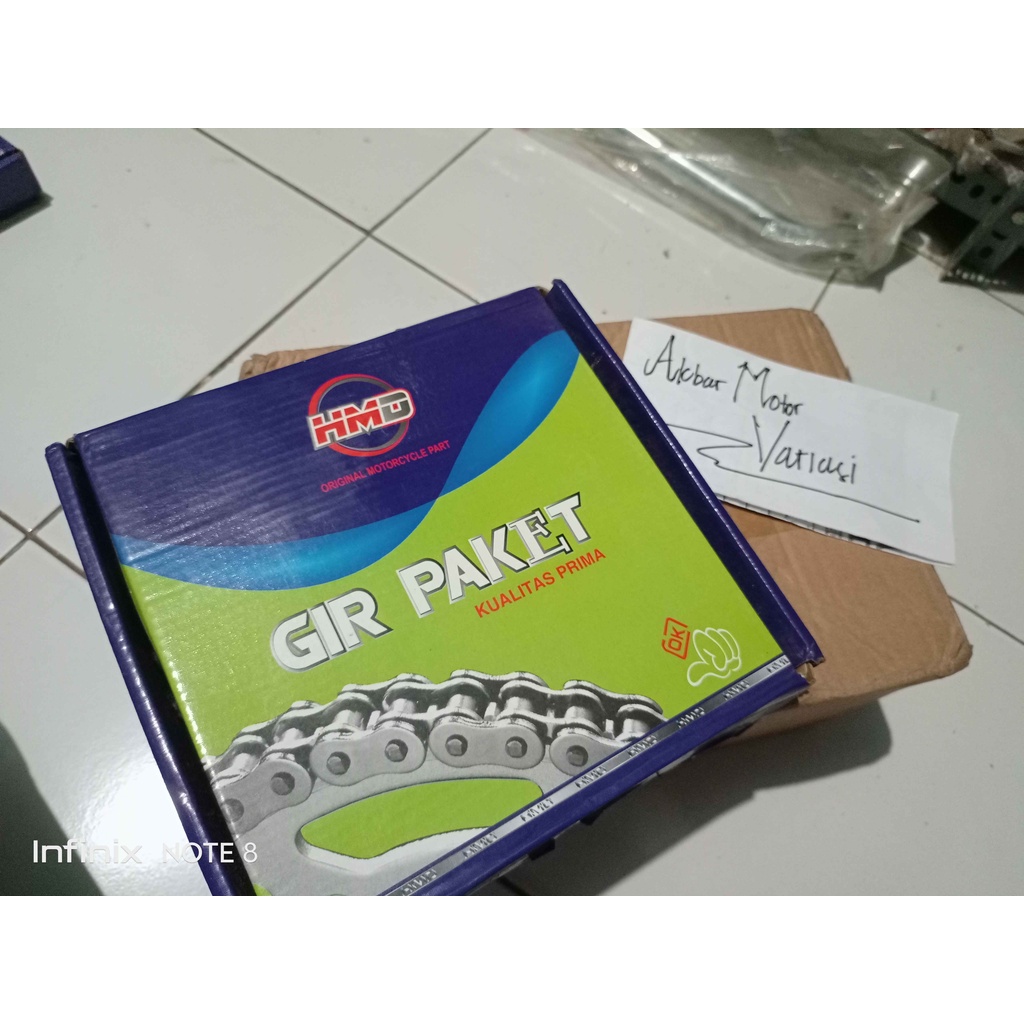 HMD
ORIGINAL MOTORCYCLE PART
GIR PAKET
KUALITAS PRIMA
OK
Akbar Motor
Variasi
Infinix NOTE 8